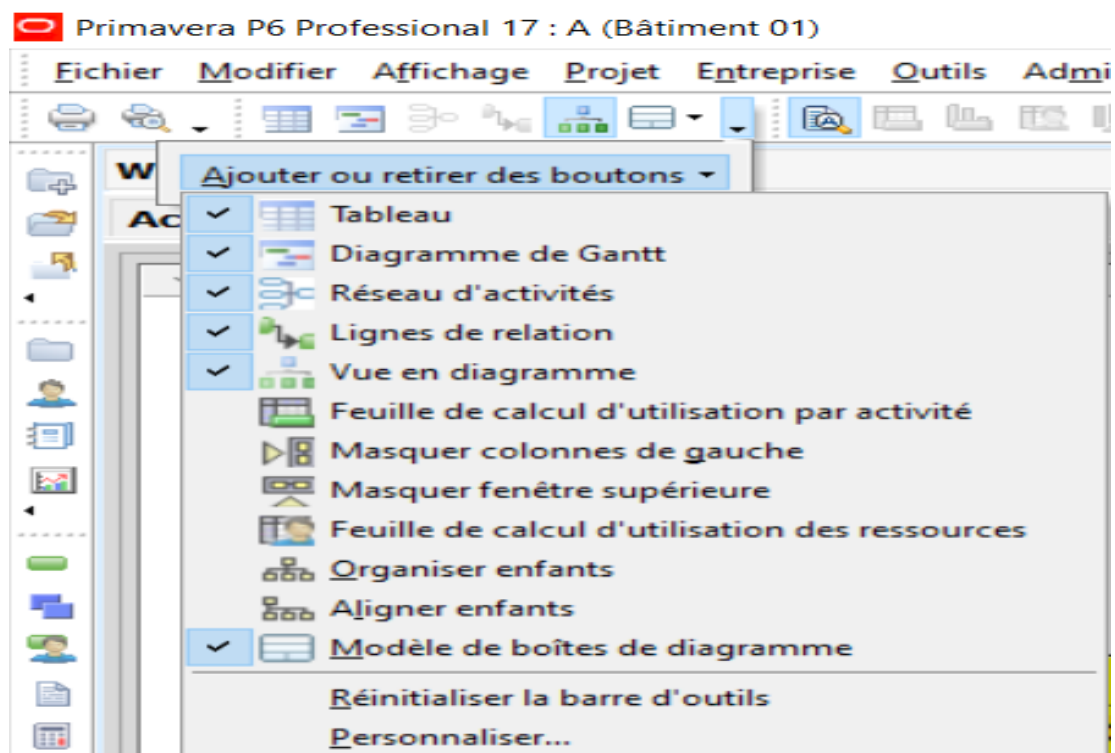 Primavera P6 Professional 17 : A (Bâtiment 01)
Fichier Modifier Affichage Projet Entreprise Outils Admi
W
Ajouter ou retirer des boutons
Ac
Tableau
Diagramme de Gantt
Réseau d'activités
Lignes de relation
Vue en diagramme
Feuille de calcul d'utilisation par activité
Masquer colonnes de gauche
Masquer fenêtre supérieure
Feuille de calcul d'utilisation des ressources
Organiser enfants
Aligner enfants
Modèle de boîtes de diagramme
Réinitialiser la barre d'outils
Personnaliser...